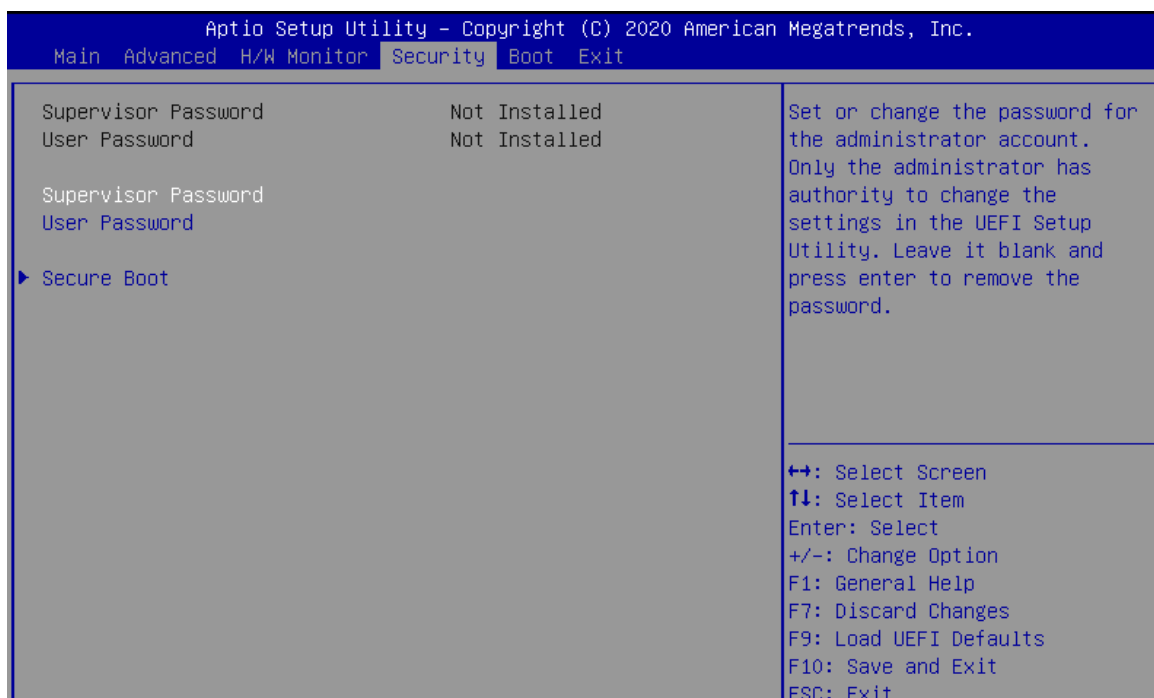 Aptio Setup Utility – Copyright (C) 2020 American Megatrends, Inc.
Main Advanced H/W Monitor Security Boot Exit
Supervisor Password Not Installed
User Password Not Installed
Supervisor Password
User Password
Secure Boot
Set or change the password for
the administrator account.
Only the administrator has
authority to change the
settings in the UEFI Setup
Utility. Leave it blank and
press enter to remove the
password.
↔: Select Screen
↑↓: Select Item
Enter: Select
+/-: Change Option
F1: General Help
F7: Discard Changes
F9: Load UEFI Defaults
F10: Save and Exit
ESC: Exit